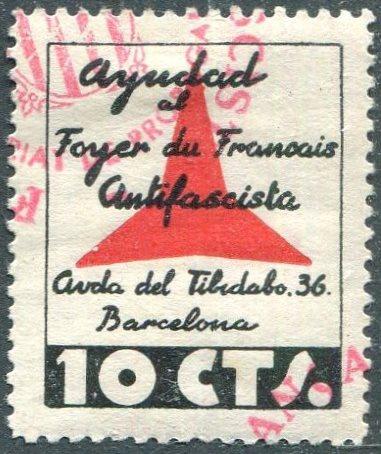 Ayudad
al
Foyer du Francais
Antifascista
Avda del Tibidabo. 36.
Barcelona
10 CTS.